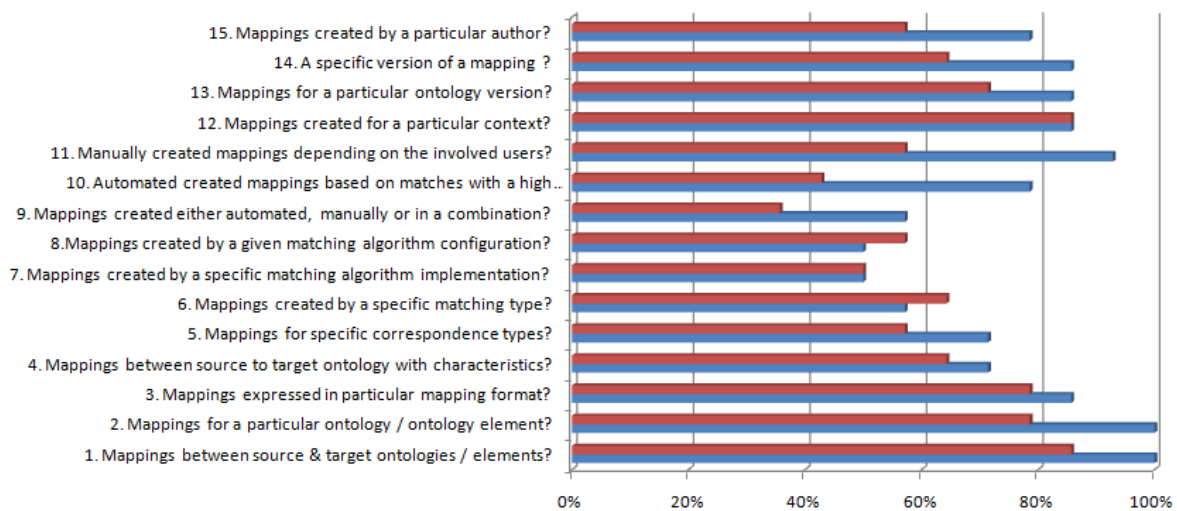 15. Mappings created by a particular author?
14. A specific version of a mapping ?
13. Mappings for a particular ontology version?
12. Mappings created for a particular context?
11. Manually created mappings depending on the involved users?
10. Automated created mappings based on matches with a high ..
9. Mappings created either automated, manually or in a combination?
8.Mappings created by a given matching algorithm configuration?
7. Mappings created by a specific matching algorithm implementation?
6. Mappings created by a specific matching type?
5. Mappings for specific correspondence types?
4. Mappings between source to target ontology with characteristics?
3. Mappings expressed in particular mapping format?
2. Mappings for a particular ontology / ontology element?
1. Mappings between source & target ontologies / elements?
0% 20% 40% 60% 80% 100%